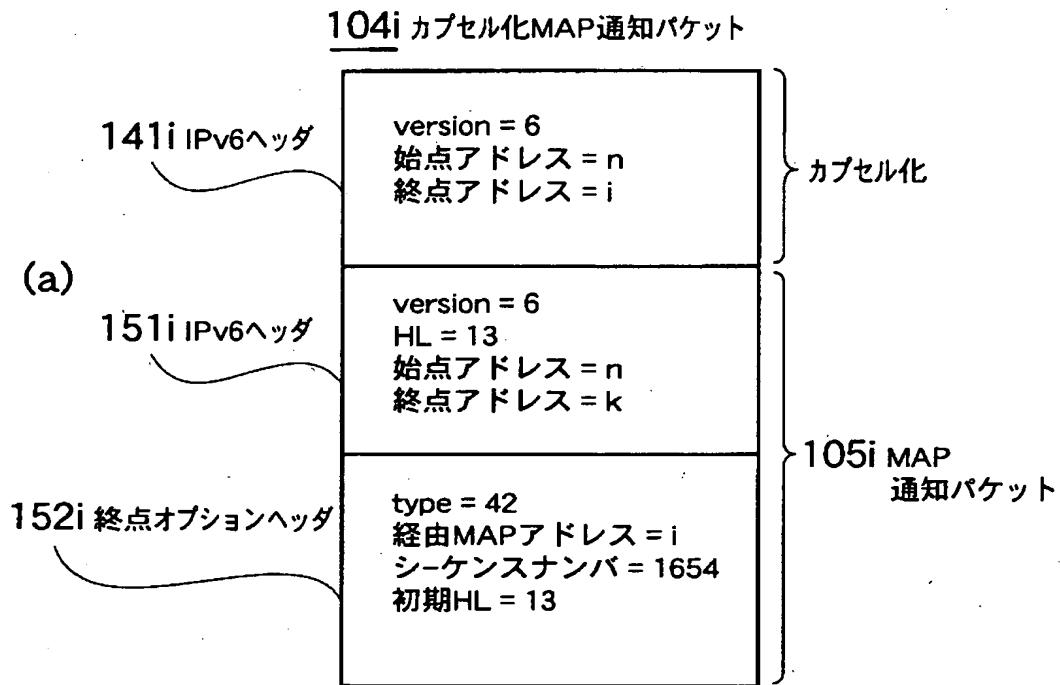 104i カプセル化MAP通知パケット
141i IPv6ヘッダ
version = 6
始点アドレス = n
終点アドレス = i
カプセル化
(a)
151i IPv6ヘッダ
version = 6
HL = 13
始点アドレス = n
終点アドレス = k
105i MAP
通知パケット
152i 終点オプションヘッダ
type = 42
経由MAPアドレス = i
シｰケンスナンバ = 1654
初期HL = 13